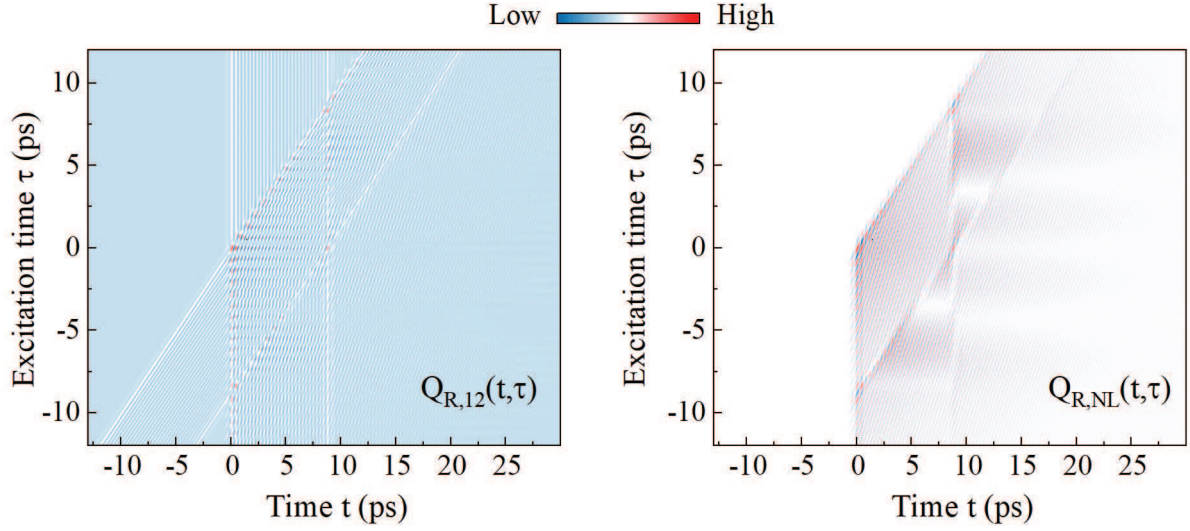 Low High
10
5
0
-5
-10
Excitation time τ (ps)
Q_R,12(t,τ)
-10 -5 0 5 10 15 20 25
Time t (ps)
10
5
0
-5
-10
Excitation time τ (ps)
Q_R,NL(t,τ)
-10 -5 0 5 10 15 20 25
Time t (ps)